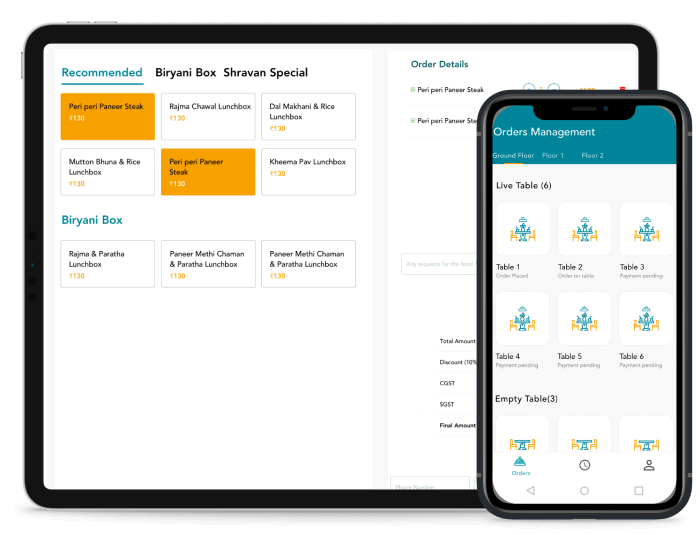 Recommended Biryani Box Shravan Special
Peri peri Paneer Steak
₹130
Rajma Chawal Lunchbox
₹130
Dal Makhani & Rice
Lunchbox
₹130
Mutton Bhuna & Rice
Lunchbox
₹130
Peri peri Paneer
Steak
₹130
Kheema Pav Lunchbox
₹130
Biryani Box
Rajma & Paratha
Lunchbox
₹130
Paneer Methi Chaman
& Paratha Lunchbox
₹130
Paneer Methi Chaman
& Paratha Lunchbox
₹130
Order Details
Peri peri Paneer Steak
Peri peri Paneer Ste
Any requests for the food
Total Amount
Discount (10%
CGST
SGST
Final Amount
Phone Number
Orders Management
Ground Floor Floor 1 Floor 2
Live Table (6)
Table 1
Order Placed
Table 2
Order on table
Table 3
Payment pending
Table 4
Payment pending
Table 5
Payment pending
Table 6
Payment pending
Empty Table(3)
Orders